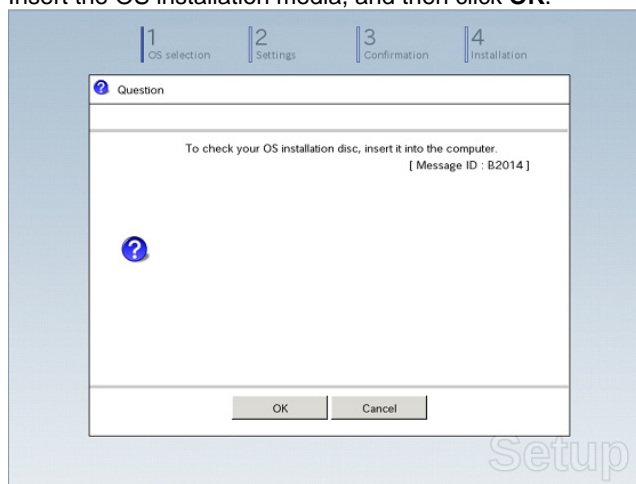 Insert the OS installation media, and then click OK.
1 2 3 4
OS selection Settings Confirmation Installation
Question
To check your OS installation disc, insert it into the computer.
[ Message ID : B2014 ]
OK Cancel
Setup